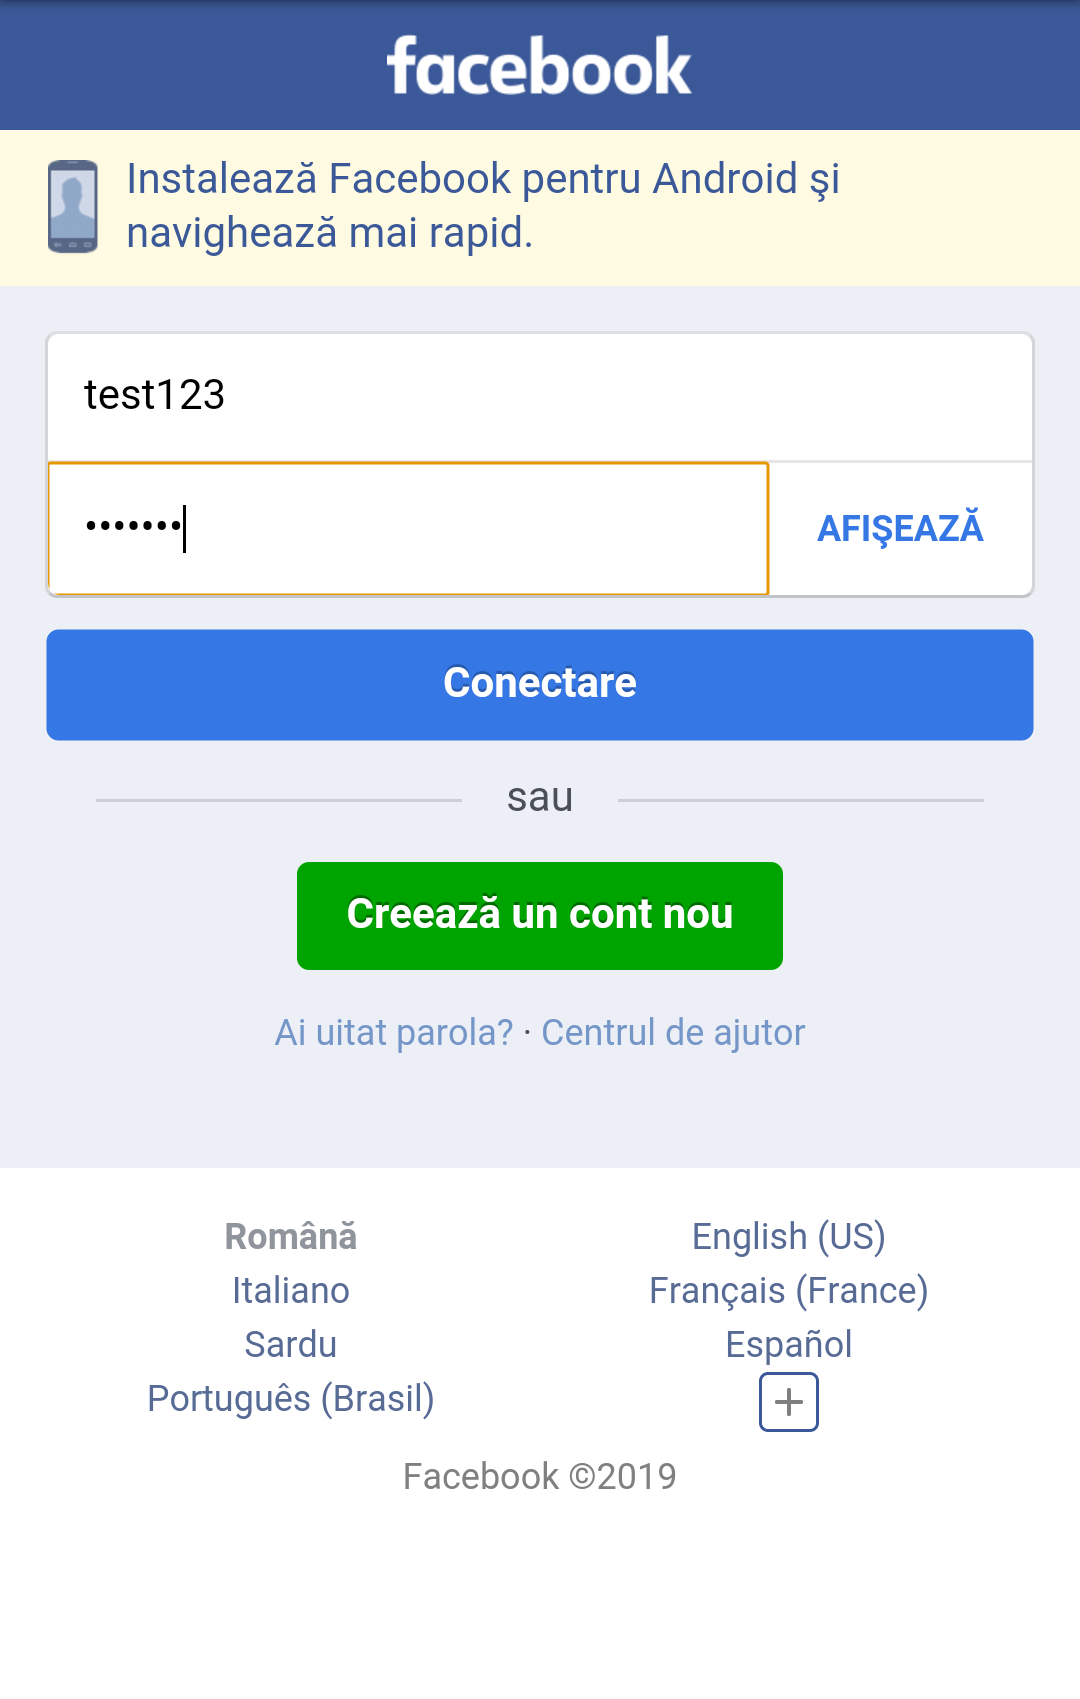 facebook
Instalează Facebook pentru Android şi
navighează mai rapid.
test123
•••••••
AFIŞEAZĂ
Conectare
sau
Creează un cont nou
Ai uitat parola? · Centrul de ajutor
Română
English (US)
Italiano
Français (France)
Sardu
Español
Português (Brasil)
Facebook ©2019